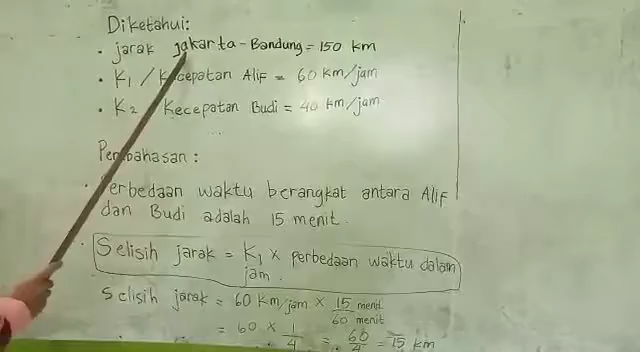 Diketahui:
• jarak Jakarta - Bandung = 150 km
• K1 / Kecepatan Alif = 60 km/jam
• K2 / Kecepatan Budi = 40 km/jam
Pembahasan :
• Perbedaan waktu berangkat antara Alif
dan Budi adalah 15 menit.
Selisih jarak = K1 × perbedaan waktu dalam
jam.
Selisih jarak = 60 km/jam × 15/60 menit
= 60 × 1/4 = 60/4 = 15 km